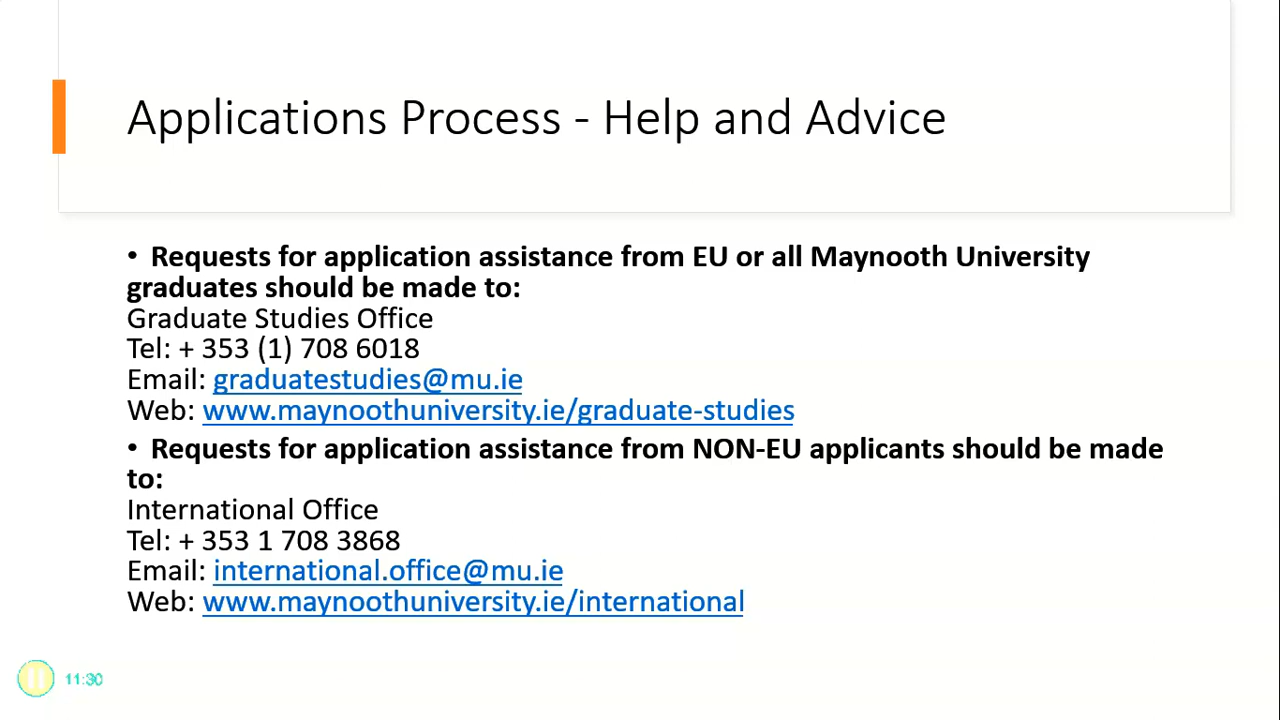 Applications Process - Help and Advice
• Requests for application assistance from EU or all Maynooth University
graduates should be made to:
Graduate Studies Office
Tel: + 353 (1) 708 6018
Email: graduatestudies@mu.ie
Web: www.maynoothuniversity.ie/graduate-studies
• Requests for application assistance from NON-EU applicants should be made
to:
International Office
Tel: + 353 1 708 3868
Email: international.office@mu.ie
Web: www.maynoothuniversity.ie/international
11:30